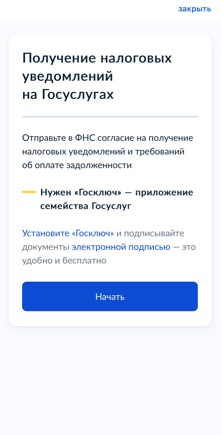 закрыть
Получение налоговых
уведомлений
на Госуслугах
Отправьте в ФНС согласие на получение
налоговых уведомлений и требований
об оплате задолженности
Нужен «Госключ» — приложение
семейства Госуслуг
Установите «Госключ» и подписывайте
документы электронной подписью — это
удобно и бесплатно
Начать